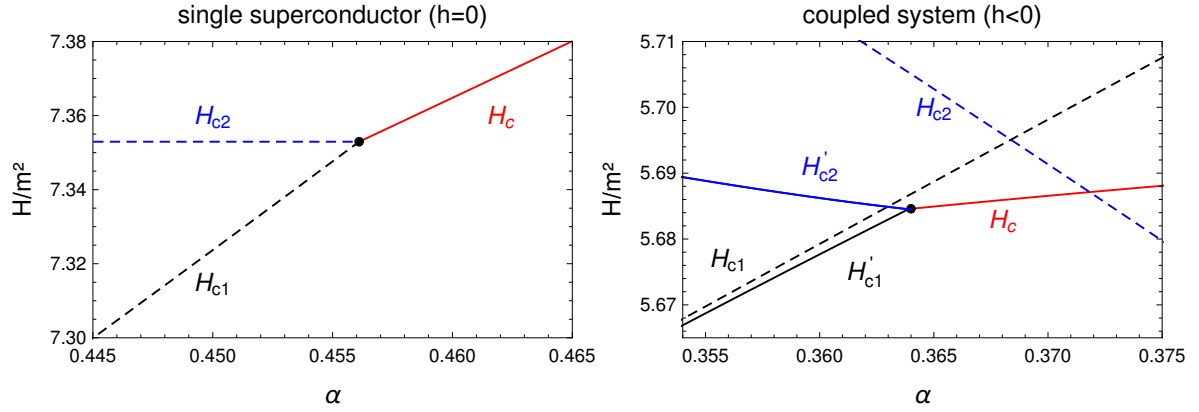 single superconductor (h=0)
H/m²
7.38
7.36
7.34
7.32
7.30
H_c2
H_c
H_c1
0.445
0.450
0.455
0.460
0.465
α
coupled system (h<0)
H/m²
5.71
5.70
5.69
5.68
5.67
H_c2
H'_c2
H_c
H_c1
H'_c1
0.355
0.360
0.365
0.370
0.375
α